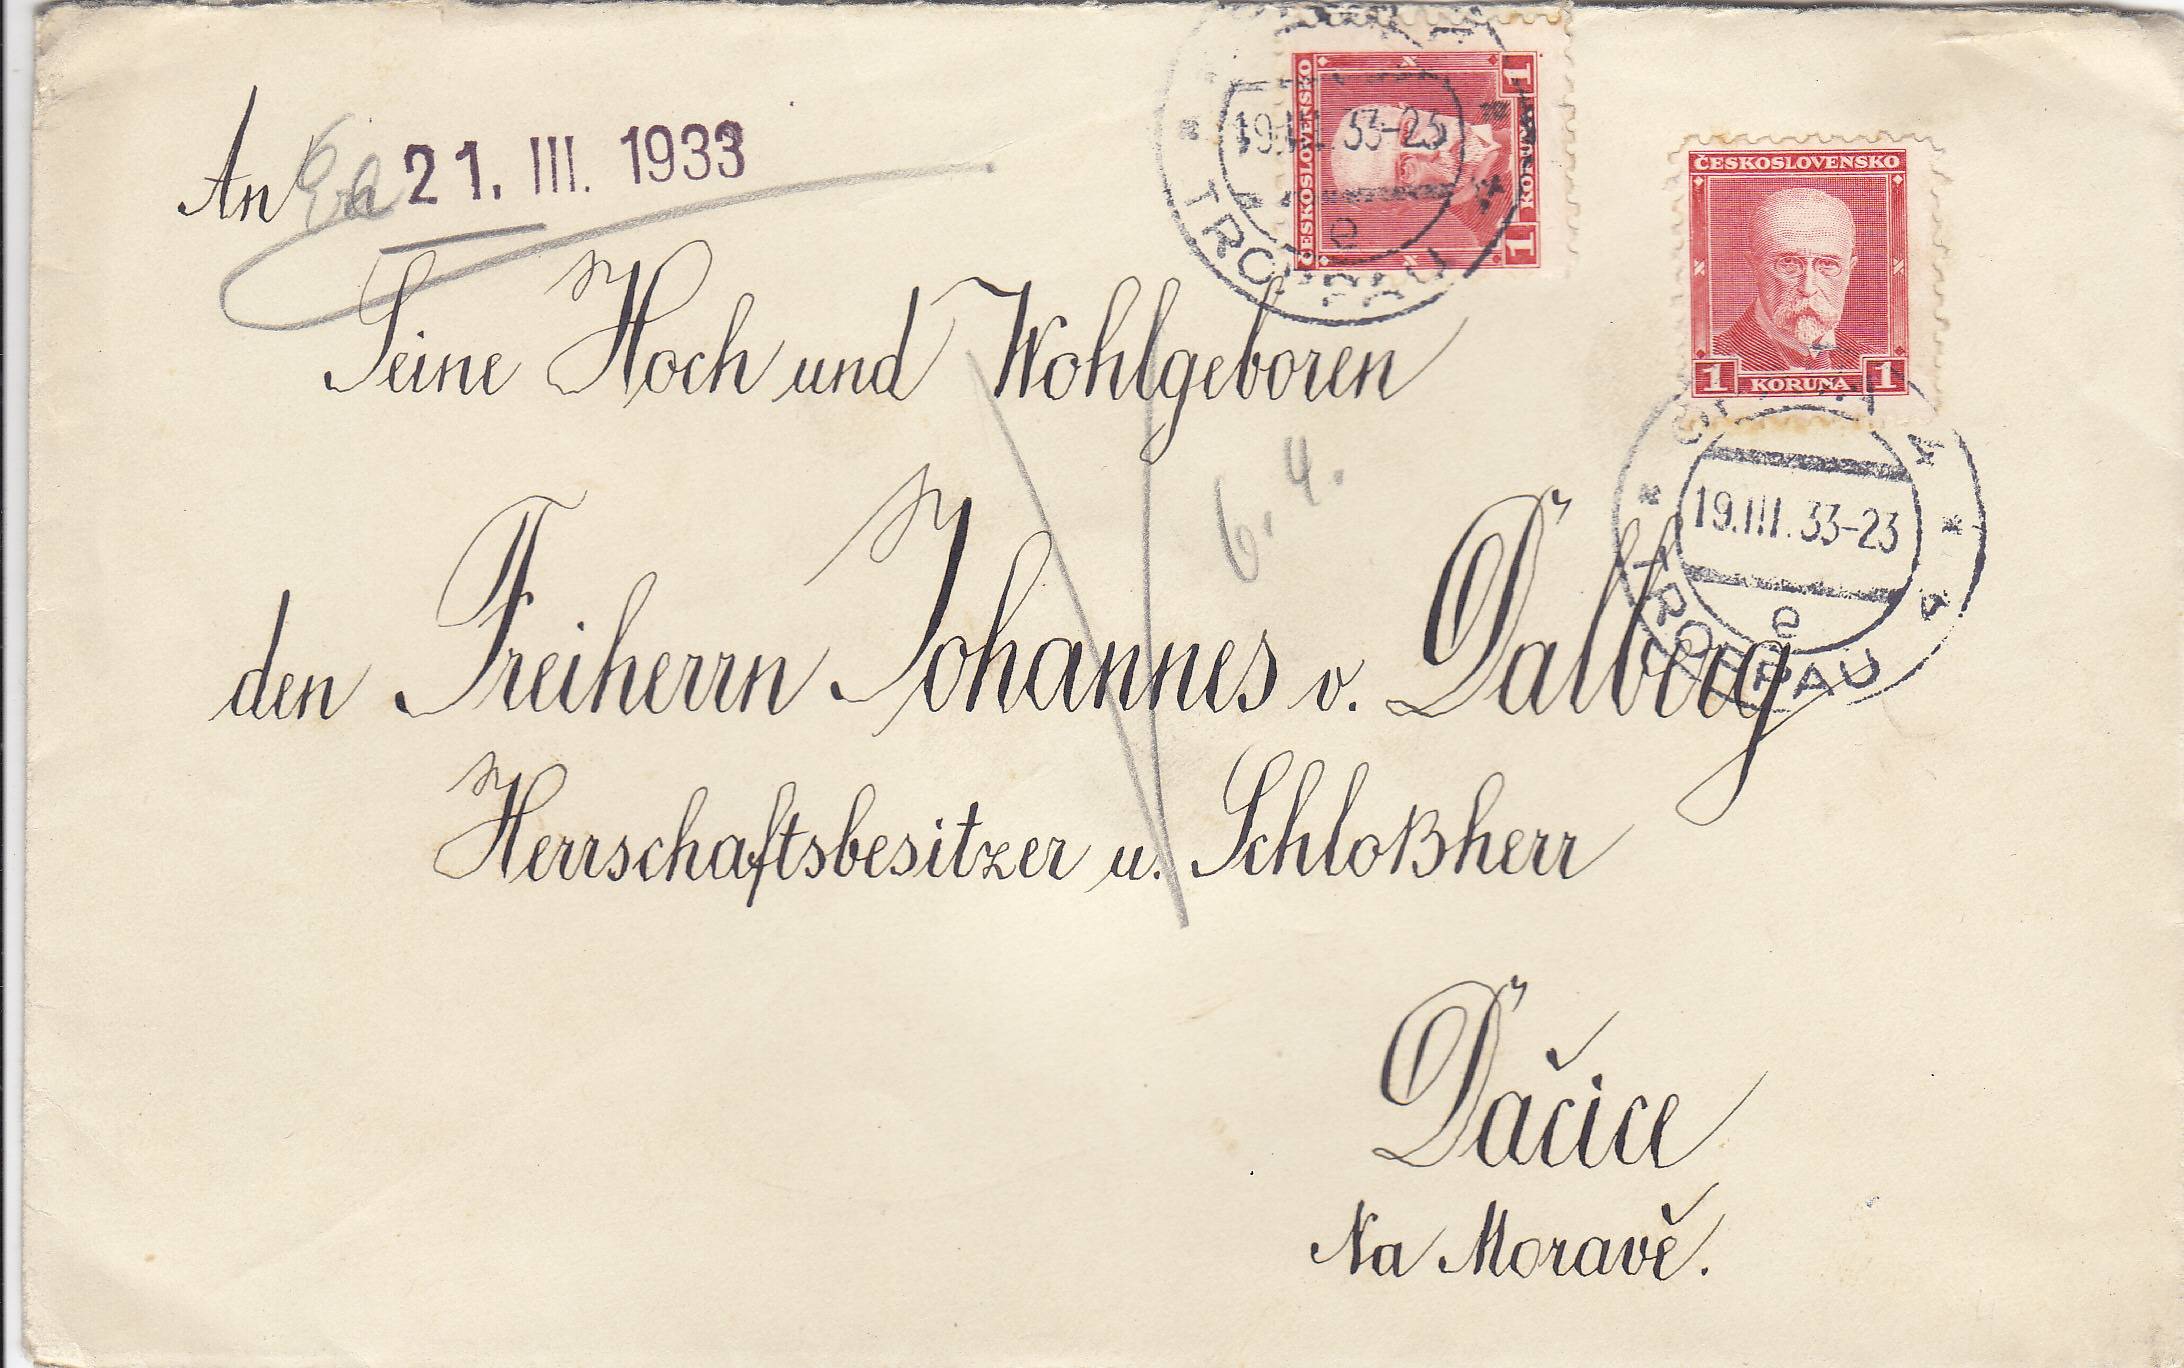 ČESKOSLOVENSKO
1 KORUNA 1
19.III.33-23
e
TROPPAU
ČESKOSLOVENSKO
1 KORUNA 1
19.III.33-23
e
TROPPAU
An
21. III. 1933
Seine Hoch und Wohlgeboren
6. 4.
den Freiherrn Johannes v. Dalberg
Herrschaftsbesitzer u. Schloßherr
Dačice
Na Moravě.